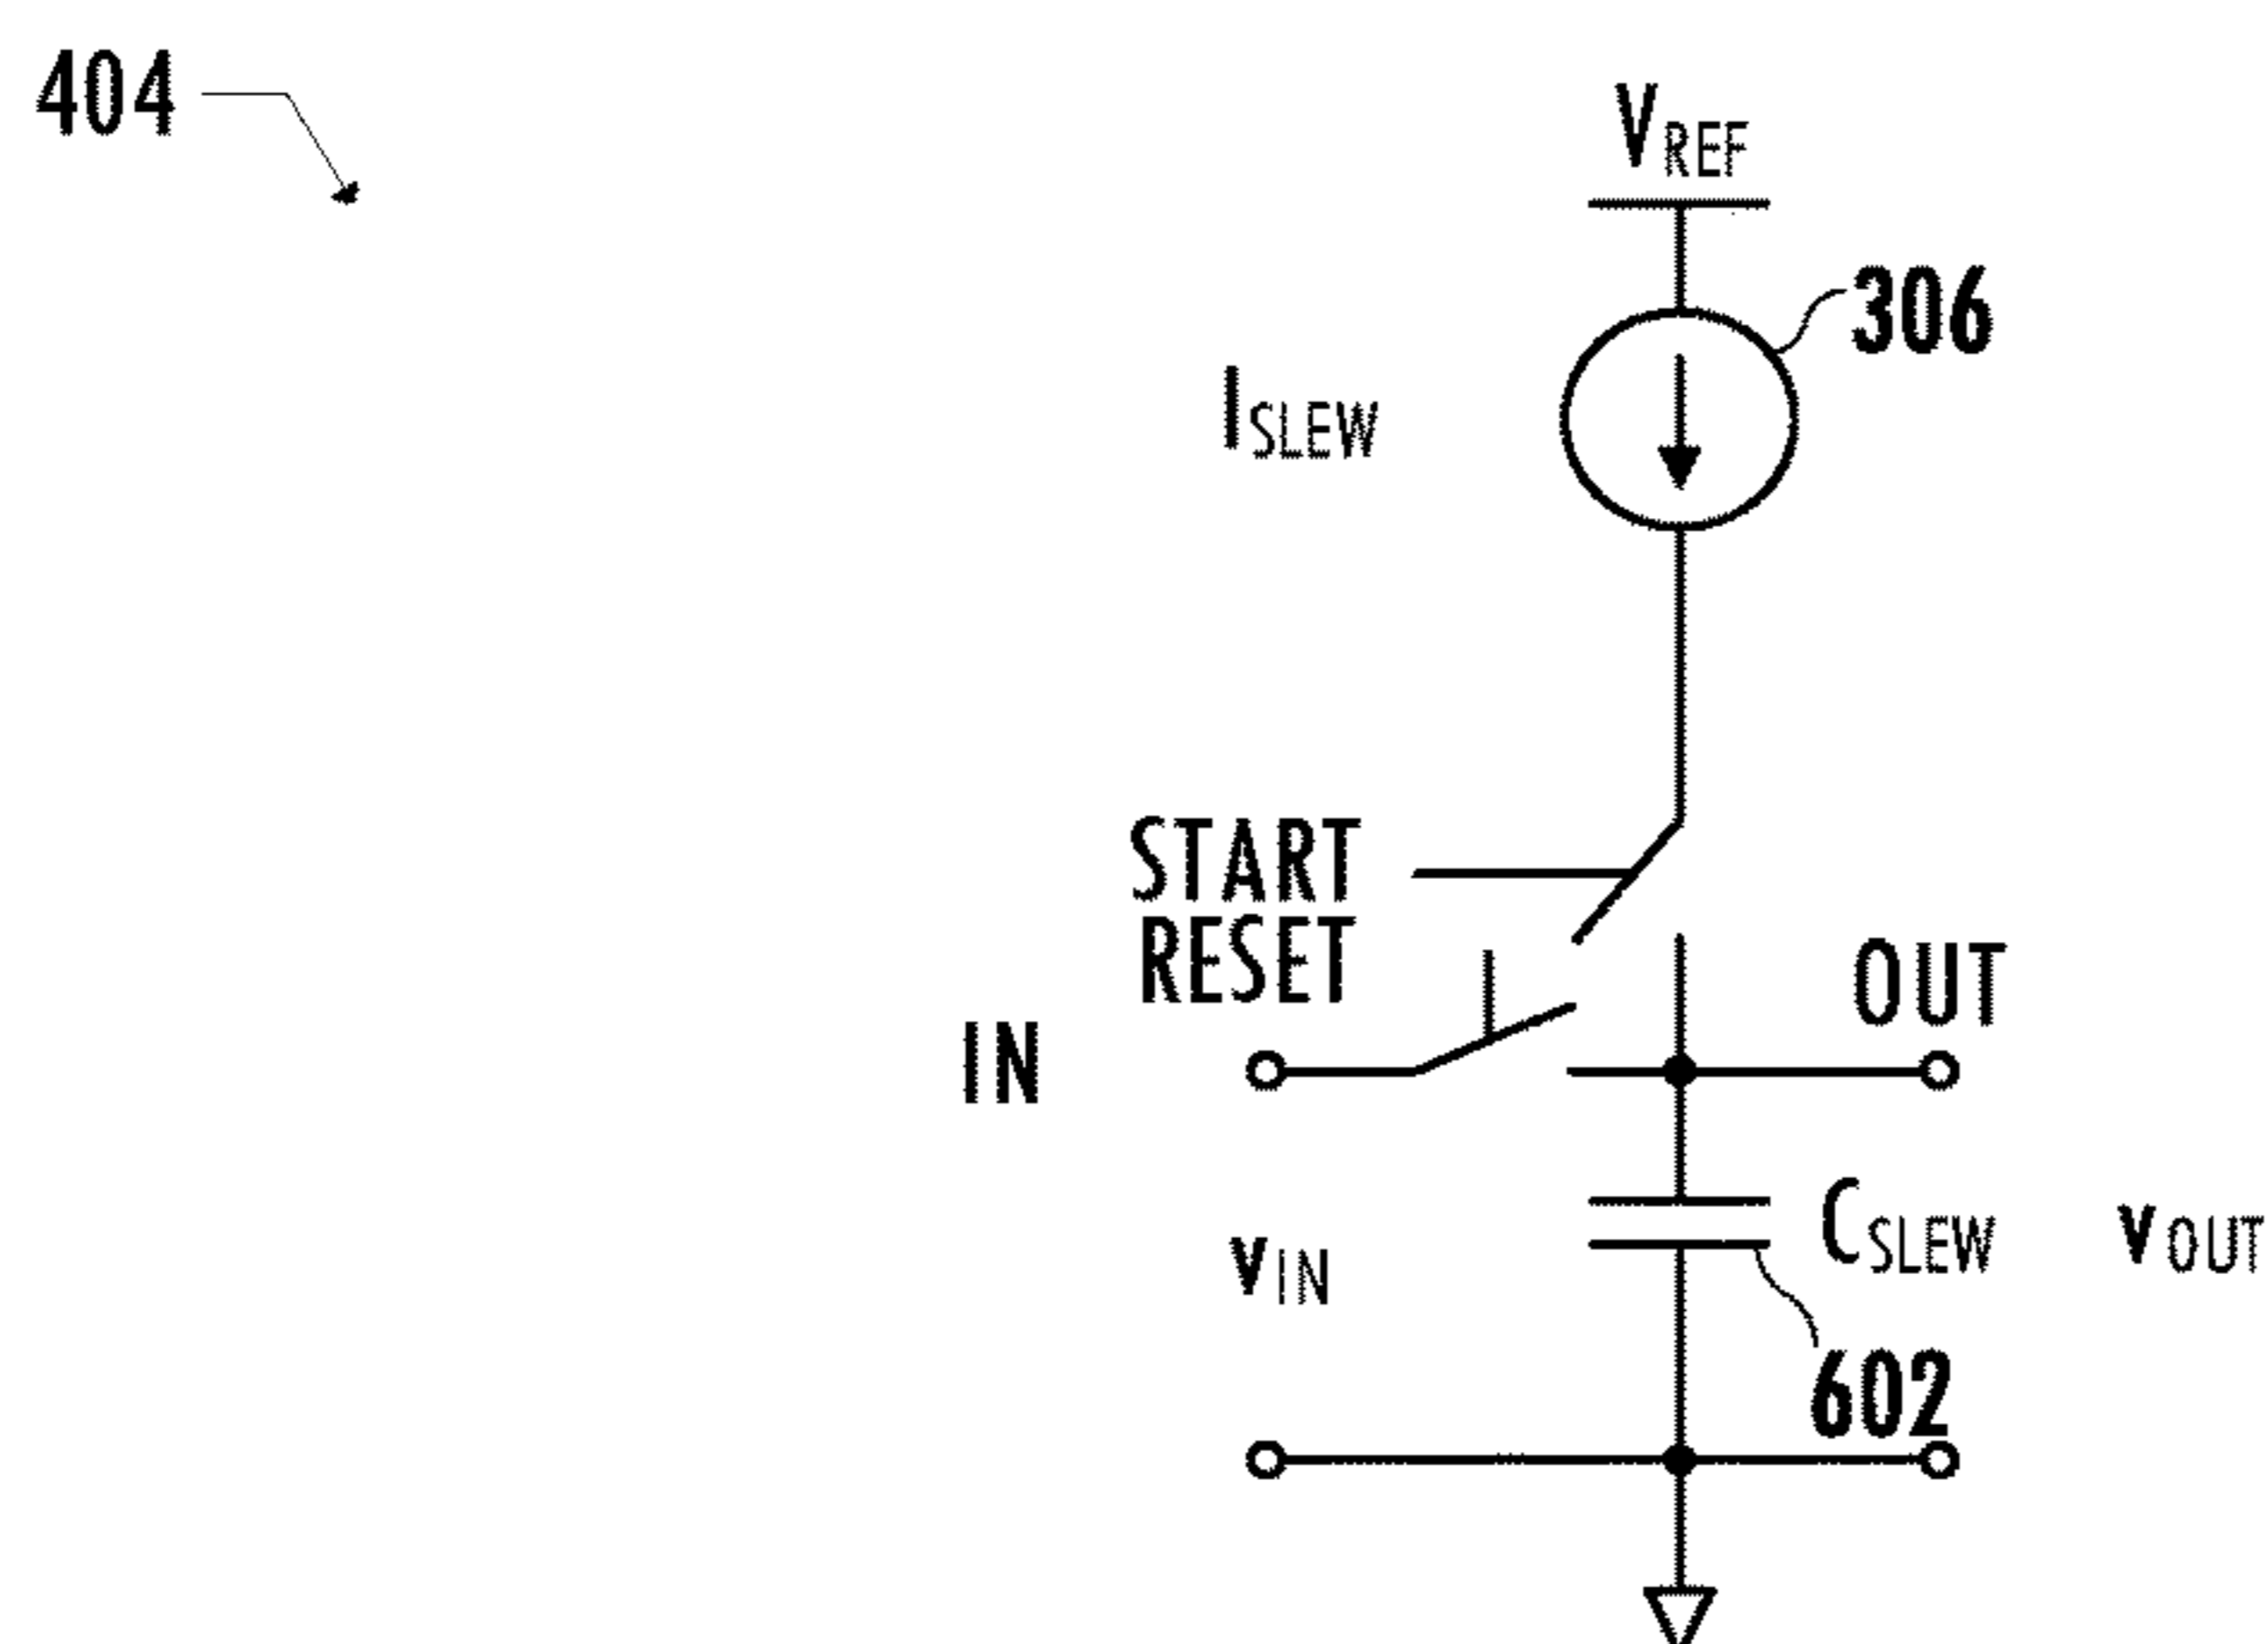 404
VREF
306
ISLEW
START
RESET
OUT
IN
CSLEW
vOUT
vIN
602